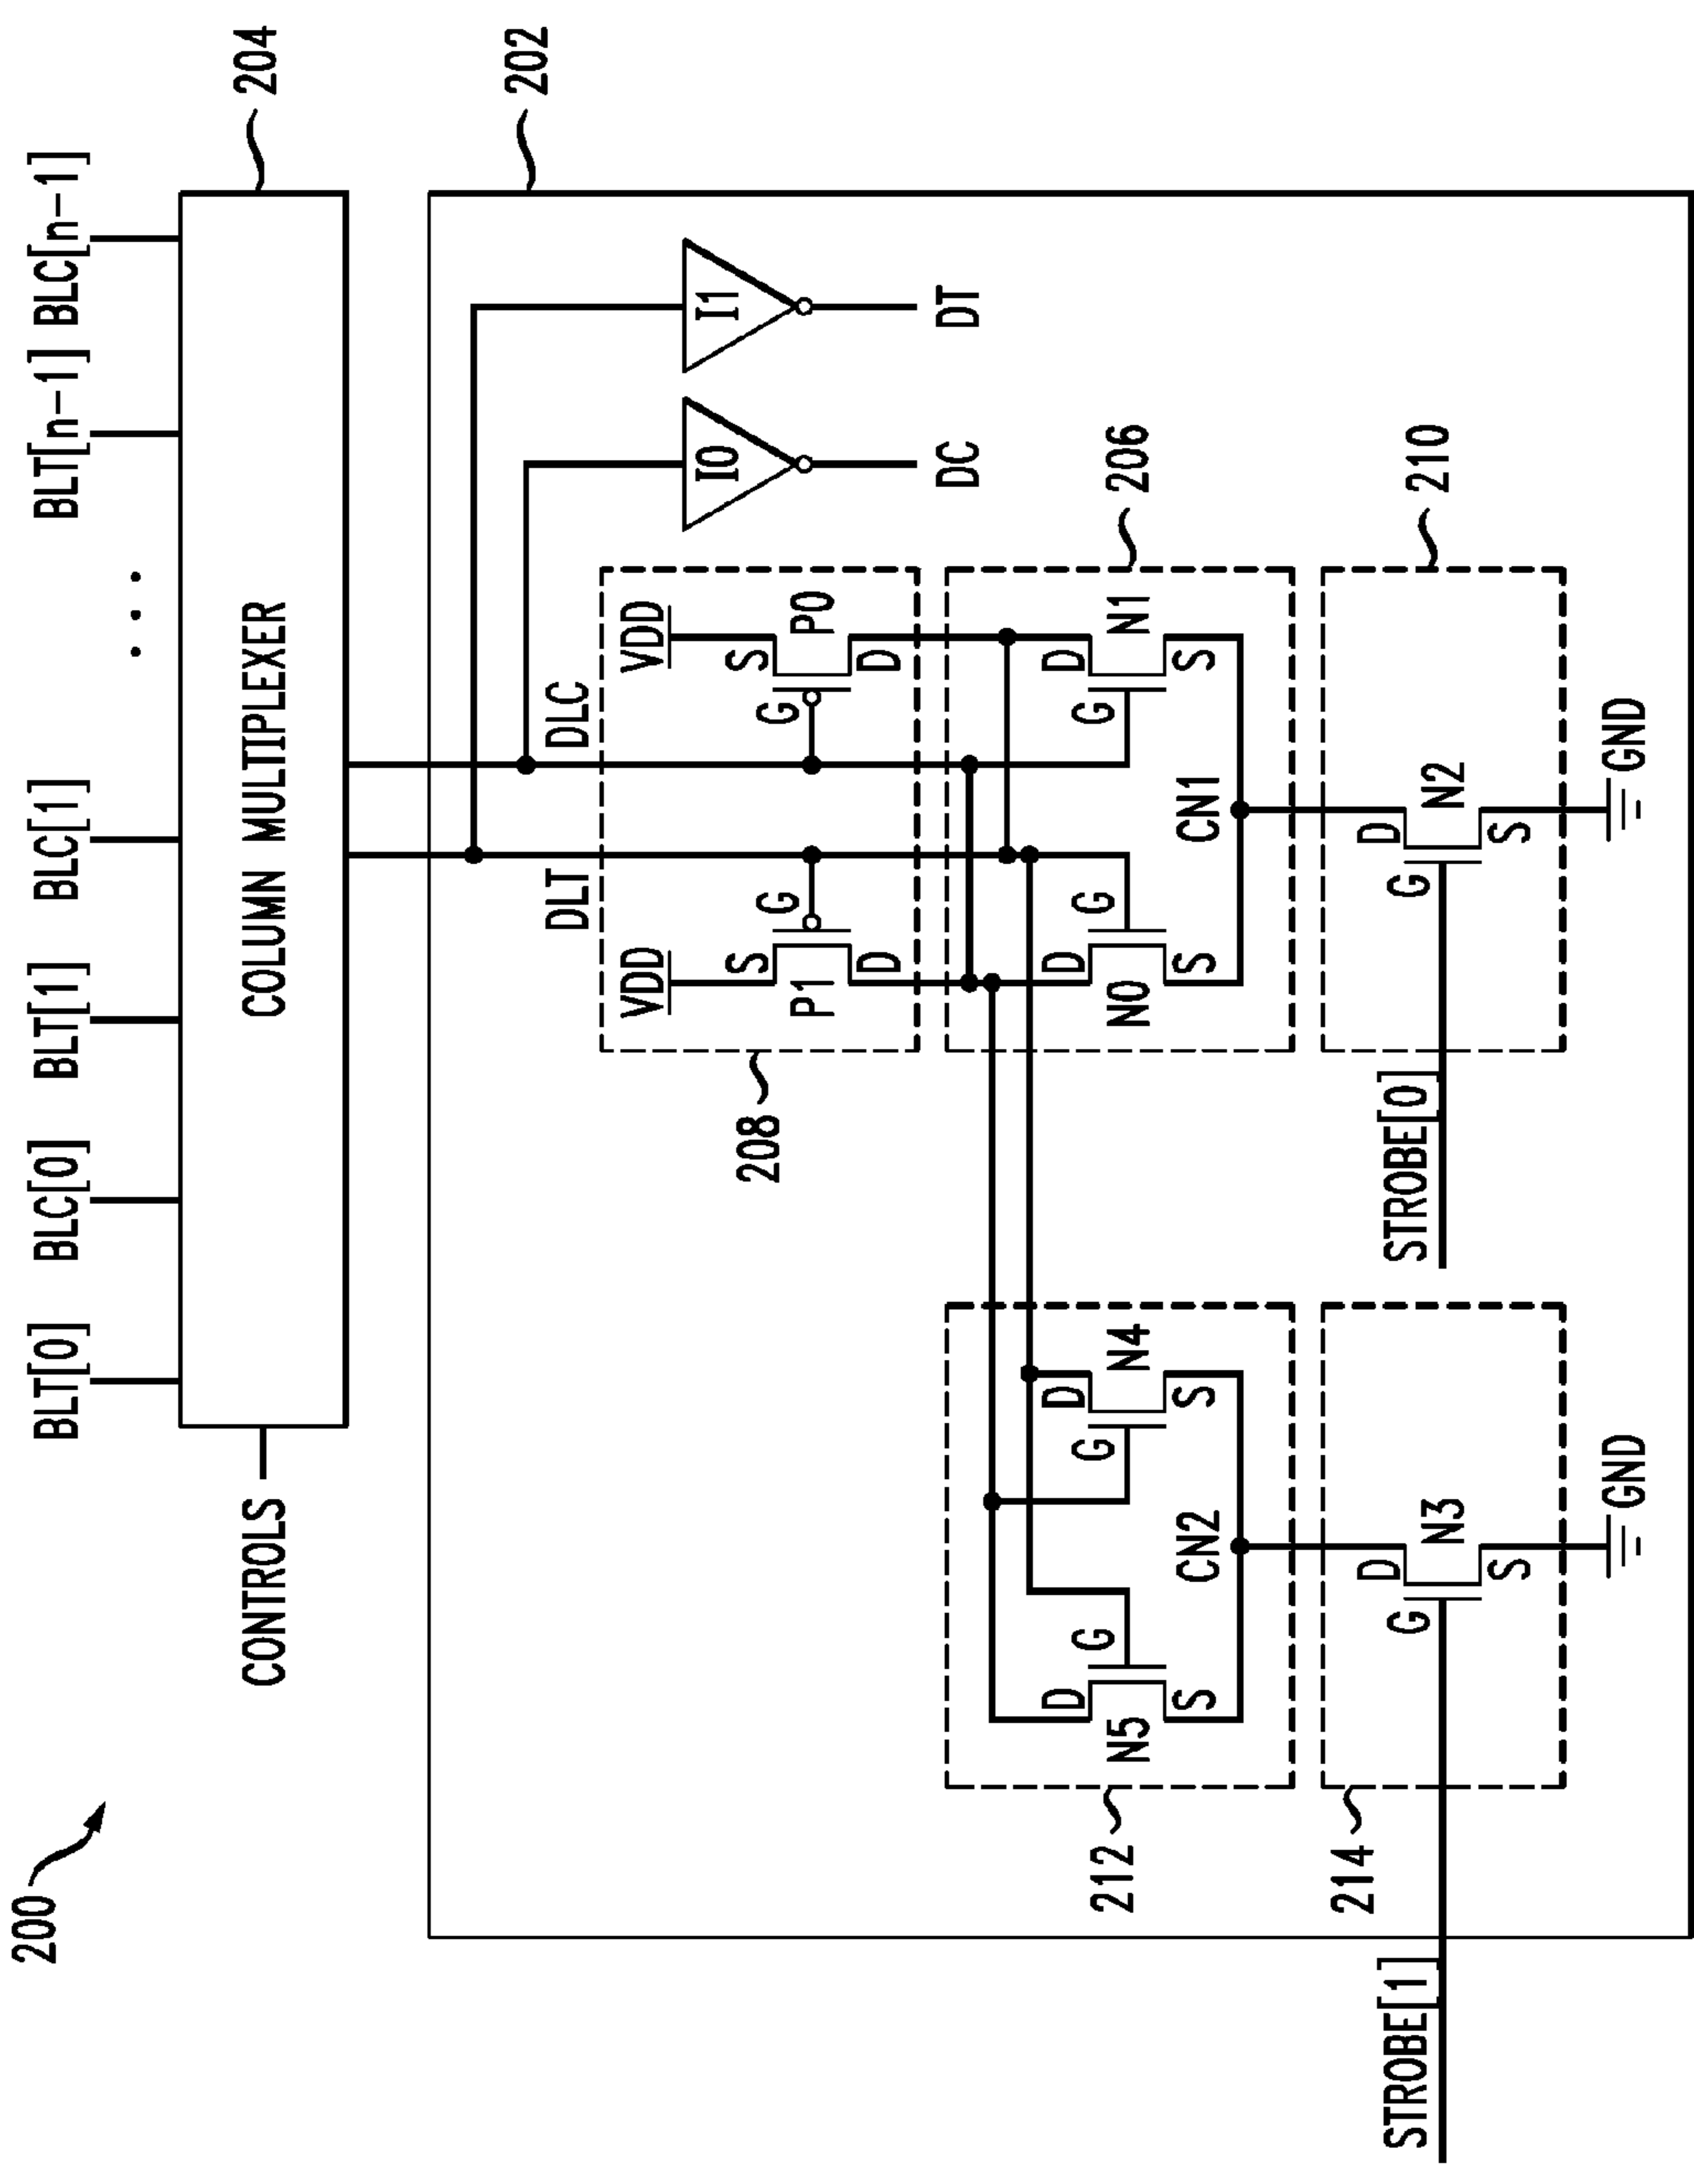 200
BLT[0]
BLC[0]
BLT[1]
BLC[1]
...
BLT[n-1]
BLC[n-1]
CONTROLS
COLUMN MULTIPLEXER
204
202
DLT
DLC
VDD
VDD
S
S
G
G
P1
P0
D
D
208
I0
I1
DC
DT
D
D
D
D
G
G
G
G
N5
N4
N0
N1
S
S
S
S
CN2
CN1
206
212
STROBE[1]
STROBE[0]
D
D
G
G
N3
N2
S
S
210
214
GND
GND